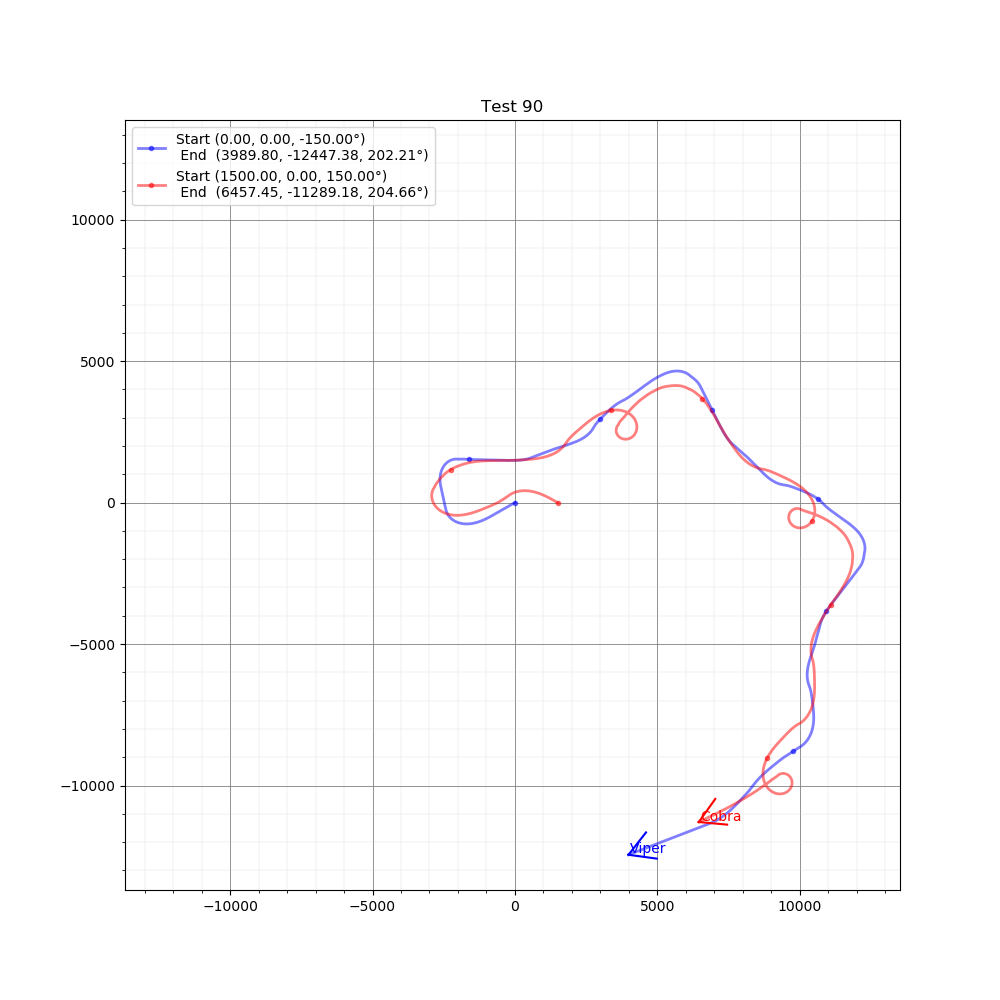 Test 90
Start (0.00, 0.00, -150.00°)
End  (3989.80, -12447.38, 202.21°)
Start (1500.00, 0.00, 150.00°)
End  (6457.45, -11289.18, 204.66°)
10000
5000
0
−5000
−10000
Cobra
Viper
−10000
−5000
0
5000
10000